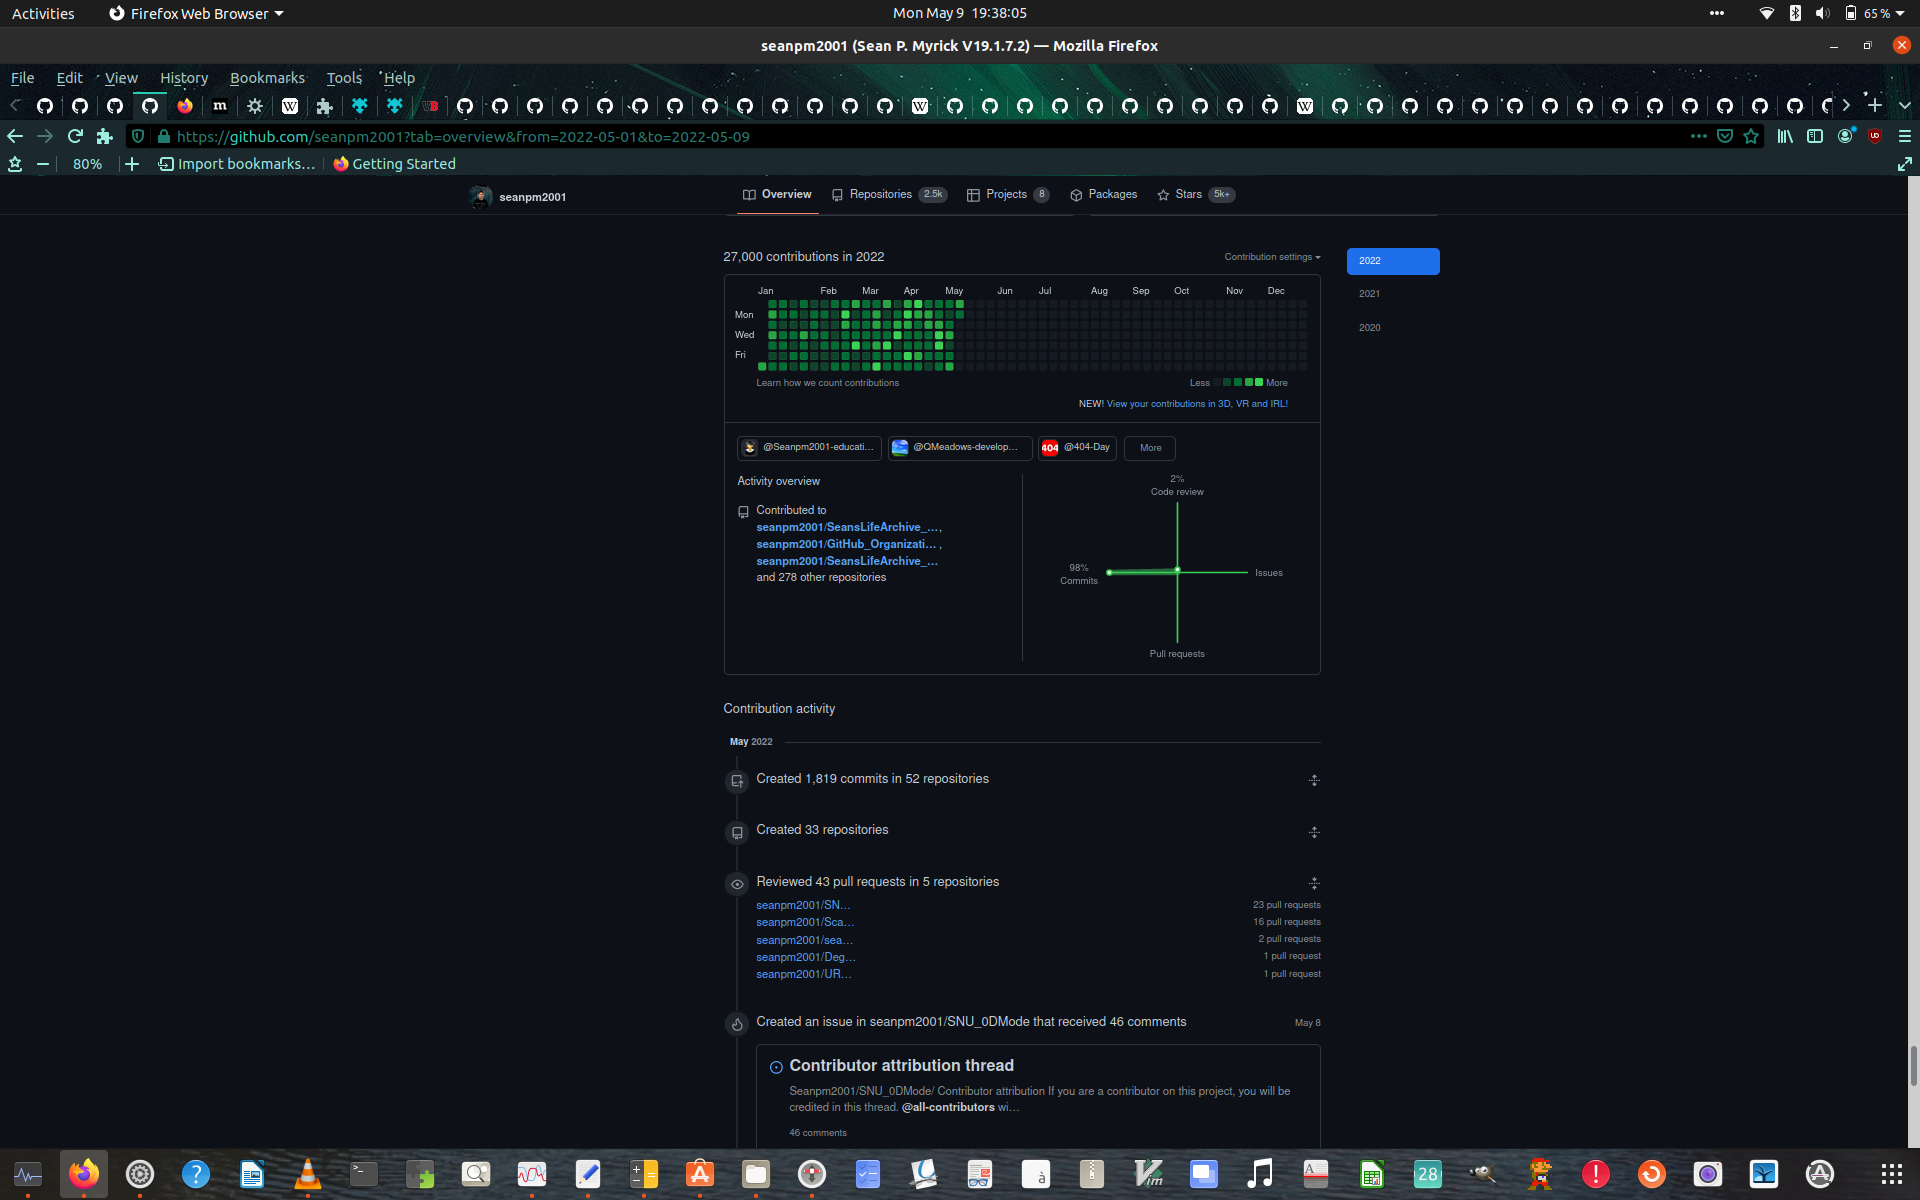 Activities
Firefox Web Browser
Mon May 9 19:38:05
65 %
seanpm2001 (Sean P. Myrick V19.1.7.2) — Mozilla Firefox
File Edit View History Bookmarks Tools Help
https://github.com/seanpm2001?tab=overview&from=2022-05-01&to=2022-05-09
80%
Import bookmarks...
Getting Started
seanpm2001
Overview
Repositories 2.5k
Projects 8
Packages
Stars 5k+
27,000 contributions in 2022
Contribution settings
2022
2021
2020
Jan Feb Mar Apr May Jun Jul Aug Sep Oct Nov Dec
Mon
Wed
Fri
Learn how we count contributions
Less More
NEW! View your contributions in 3D, VR and IRL!
@Seanpm2001-educati...
@QMeadows-develop...
404 @404-Day
More
Activity overview
Contributed to
seanpm2001/SeansLifeArchive_... ,
seanpm2001/GitHub_Organizati... ,
seanpm2001/SeansLifeArchive_...
and 278 other repositories
2%
Code review
98%
Commits
Issues
Pull requests
Contribution activity
May 2022
Created 1,819 commits in 52 repositories
Created 33 repositories
Reviewed 43 pull requests in 5 repositories
seanpm2001/SN... 23 pull requests
seanpm2001/Sca... 16 pull requests
seanpm2001/sea... 2 pull requests
seanpm2001/Deg... 1 pull request
seanpm2001/UR... 1 pull request
Created an issue in seanpm2001/SNU_0DMode that received 46 comments
May 8
Contributor attribution thread
Seanpm2001/SNU_0DMode/ Contributor attribution If you are a contributor on this project, you will be
credited in this thread. @all-contributors wi...
46 comments
28